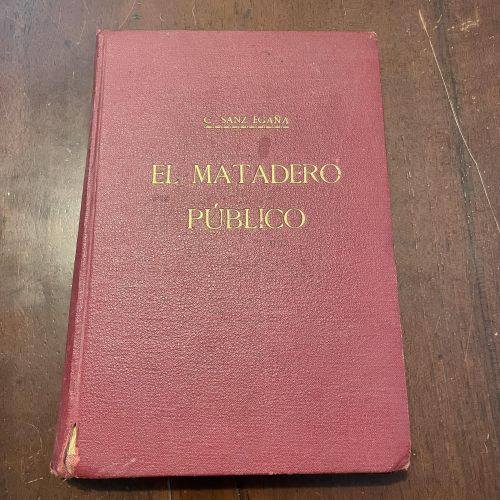 C. SANZ EGAÑA
EL MATADERO
PÚBLICO